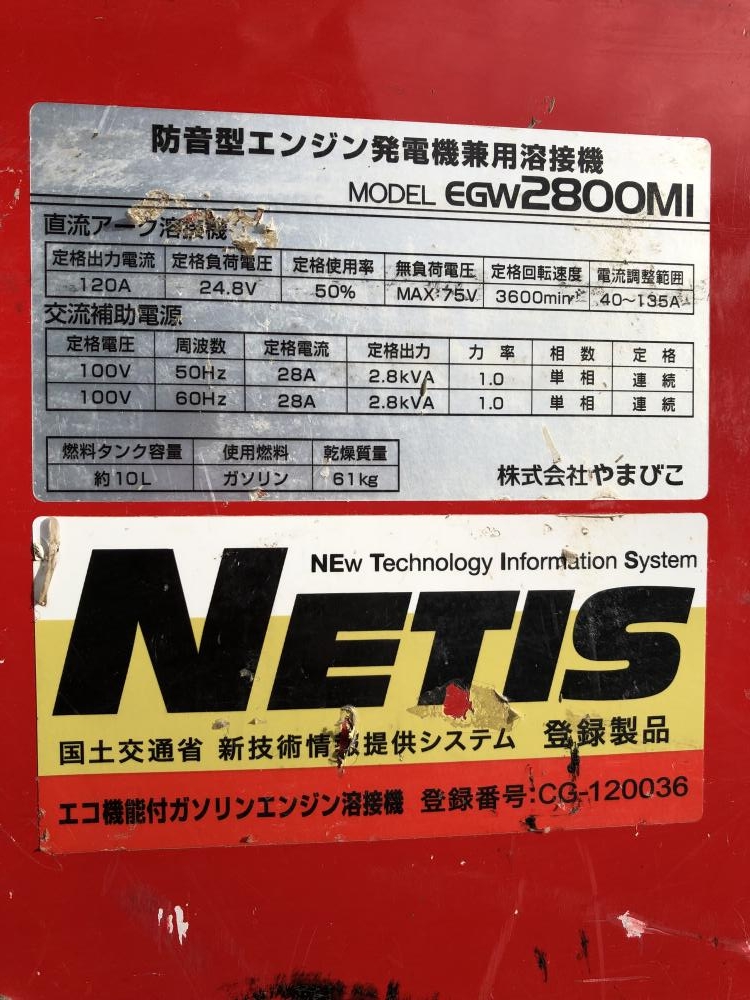 防音型エンジン発電機兼用溶接機
MODEL EGW2800MI
直流アーク溶接機
定格出力電流 定格負荷電圧 定格使用率 無負荷電圧 定格回転速度 電流調整範囲
120A 24.8V 50% MAX 75V 3600min⁻¹ 40～135A
交流補助電源
定格電圧 周波数 定格電流 定格出力 力率 相数 定格
100V 50Hz 28A 2.8kVA 1.0 単相 連続
100V 60Hz 28A 2.8kVA 1.0 単相 連続
燃料タンク容量 使用燃料 乾燥質量
約10L ガソリン 61kg
株式会社やまびこ
NEw Technology Information System
NETIS
国土交通省 新技術情報提供システム 登録製品
エコ機能付ガソリンエンジン溶接機 登録番号:CG-120036